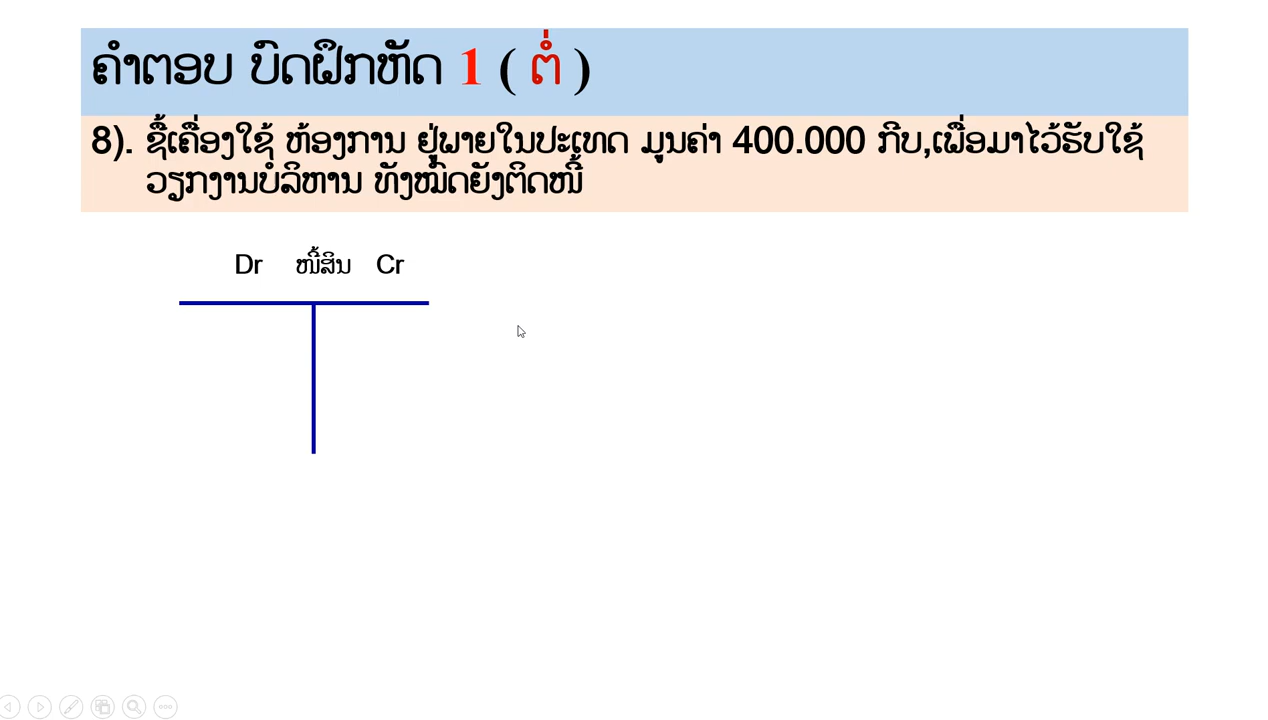 ຄຳຕອບ ບົດຝຶກຫັດ 1 ( ຕໍ່ )
8). ຊື້ເຄື່ອງໃຊ້ ຫ້ອງການ ຢູ່ພາຍໃນປະເທດ ມູນຄ່າ 400.000 ກີບ,ເພື່ອມາໄວ້ຮັບໃຊ້
ວຽກງານບໍລິຫານ ທັງໝົດຍັງຕິດໜີ້
Dr ໜີ້ສິນ Cr